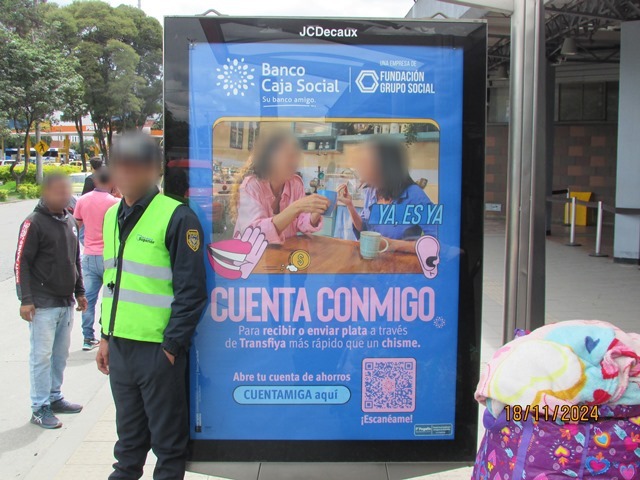 JCDecaux
Banco
Caja Social
Su banco amigo.
UNA EMPRESA DE
FUNDACIÓN
GRUPO SOCIAL
YA, ES YA
CUENTA CONMIGO
Para recibir o enviar plata a través
de Transfiya más rápido que un chisme.
Abre tu cuenta de ahorros
CUENTAMIGA aquí
¡Escanéame!
18/11/2024